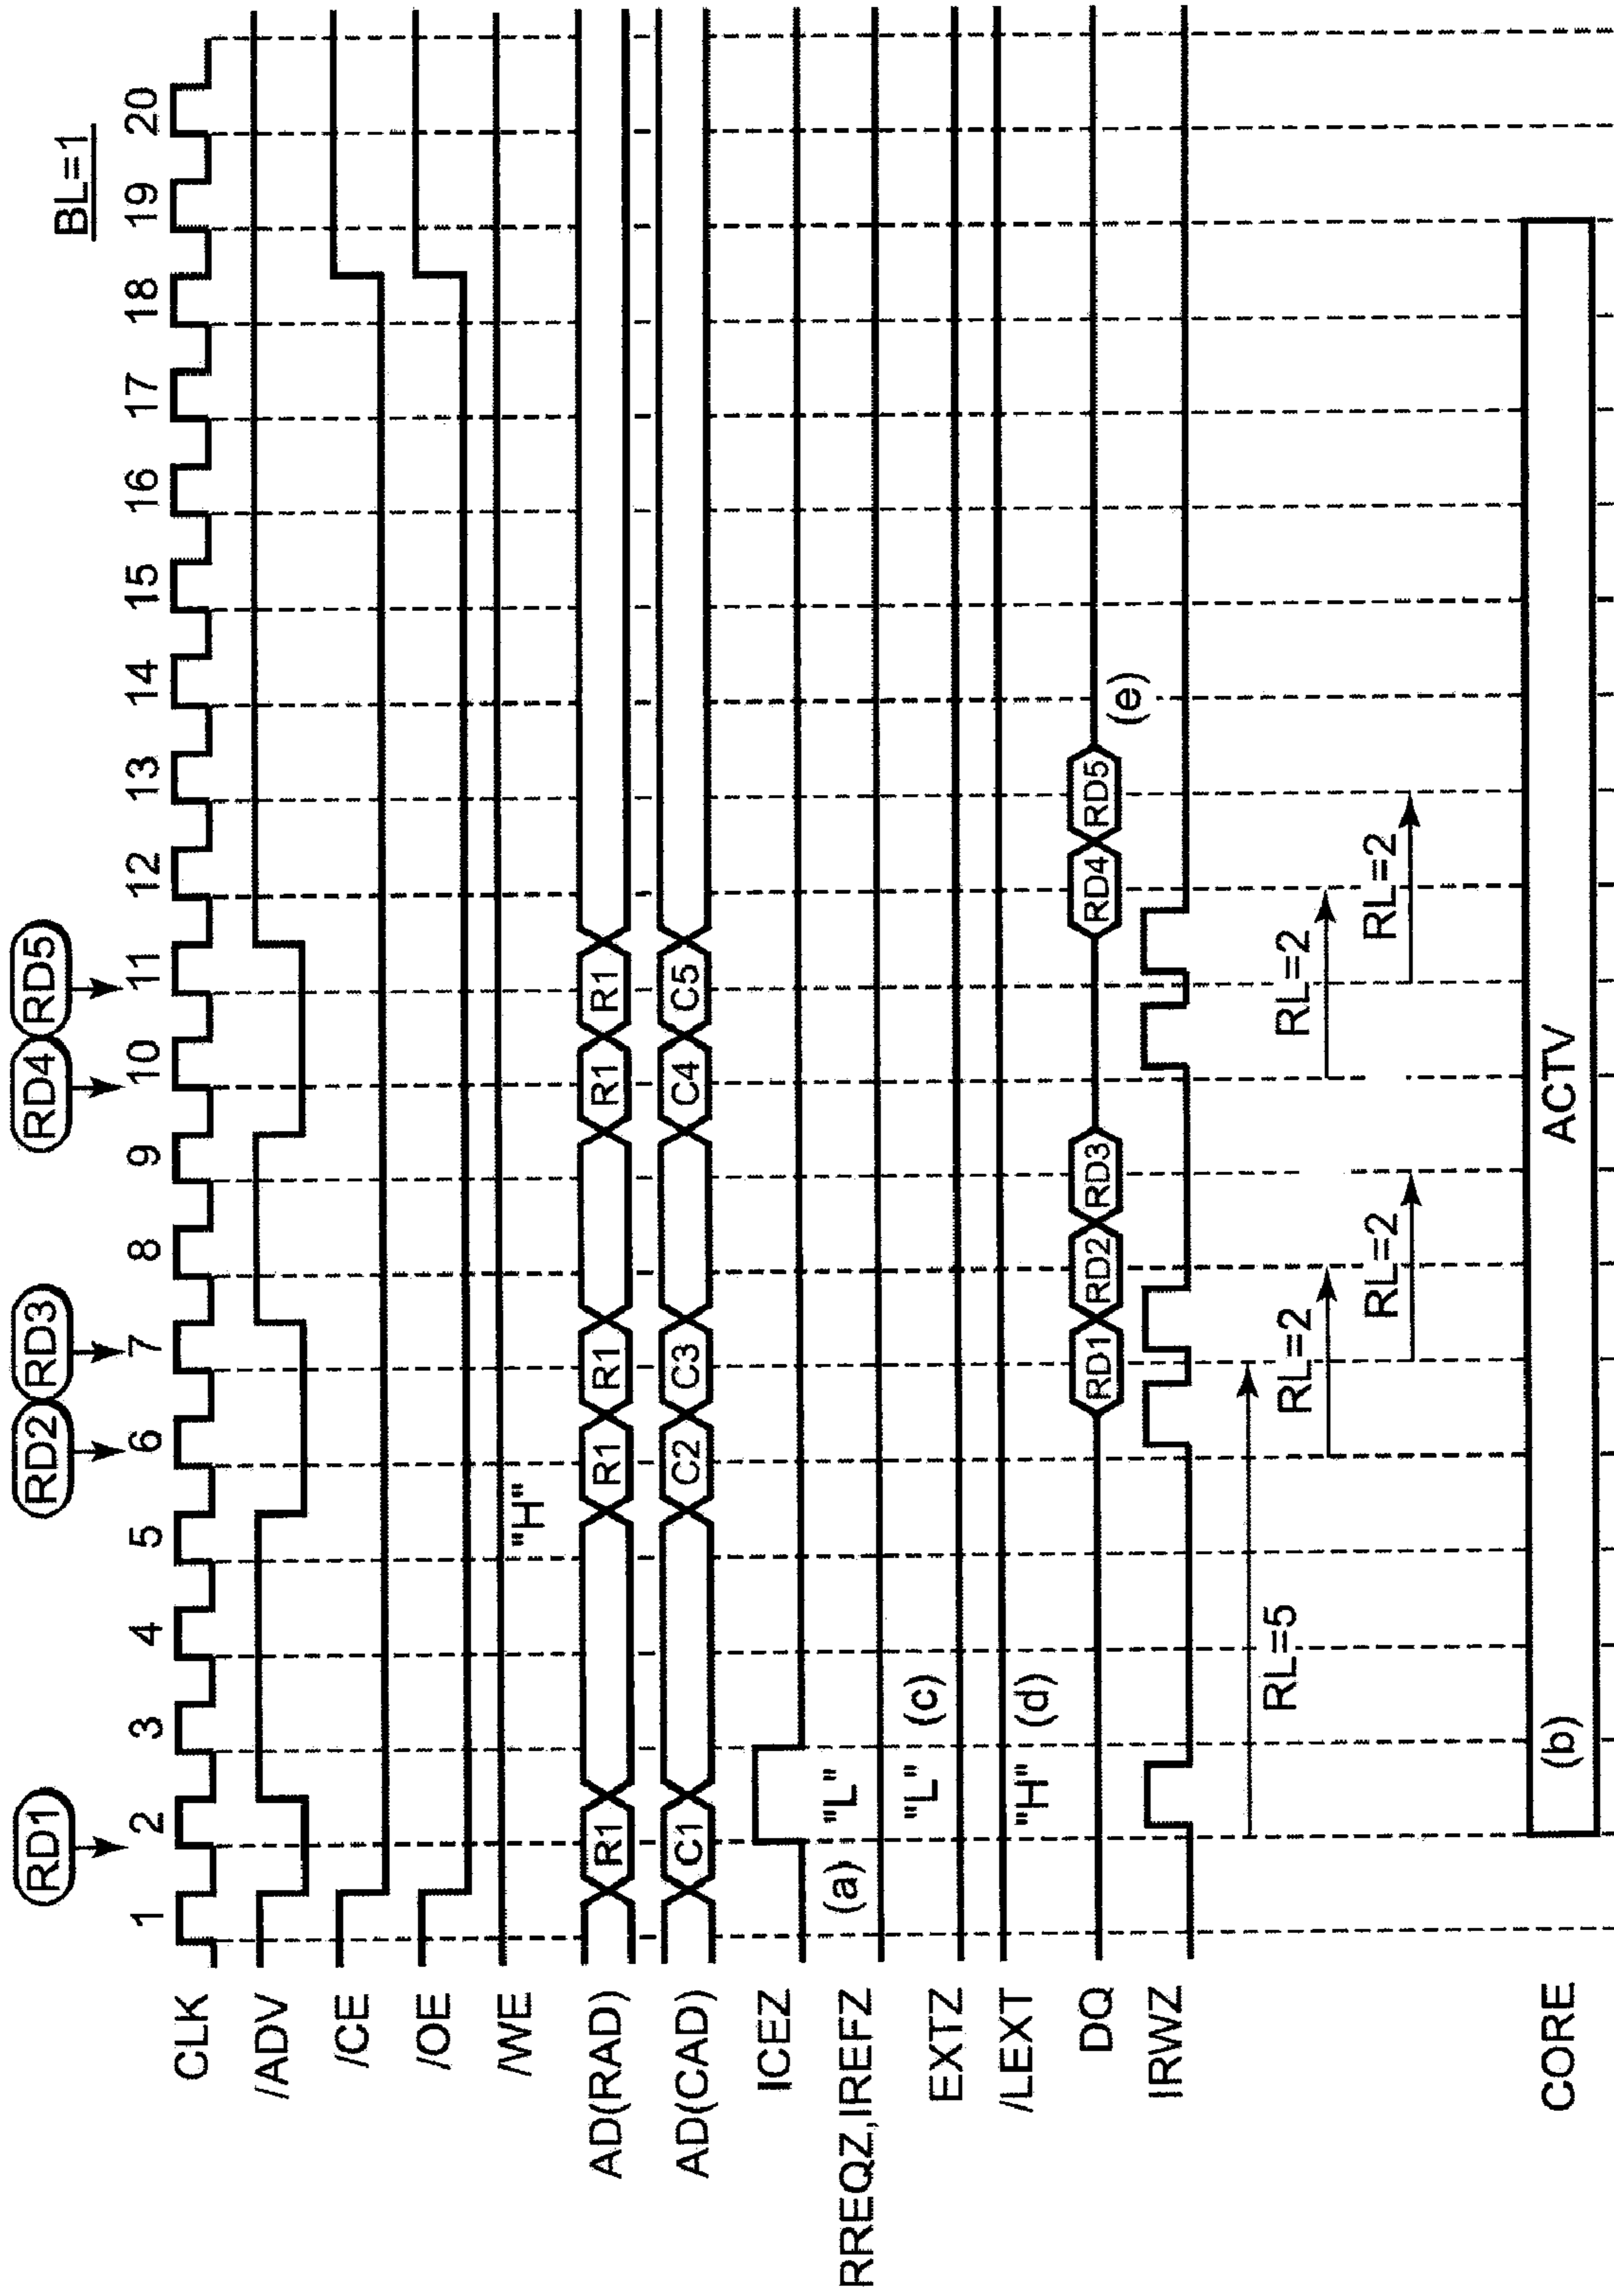 BL=1
RD1 RD2 RD3 RD4 RD5
1 2 3 4 5 6 7 8 9 10 11 12 13 14 15 16 17 18 19 20
CLK
/ADV
/CE
/OE
/WE "H"
AD(RAD) R1 R1 R1 R1 R1
AD(CAD) C1 C2 C3 C4 C5
ICEZ
(a) "L"
RREQZ,IREFZ
"L" (c)
EXTZ
/LEXT
"H" (d)
DQ RD1 RD2 RD3 RD4 RD5
(e)
IRWZ
RL=5 RL=2 RL=2
RL=2 RL=2
CORE (b) ACTV